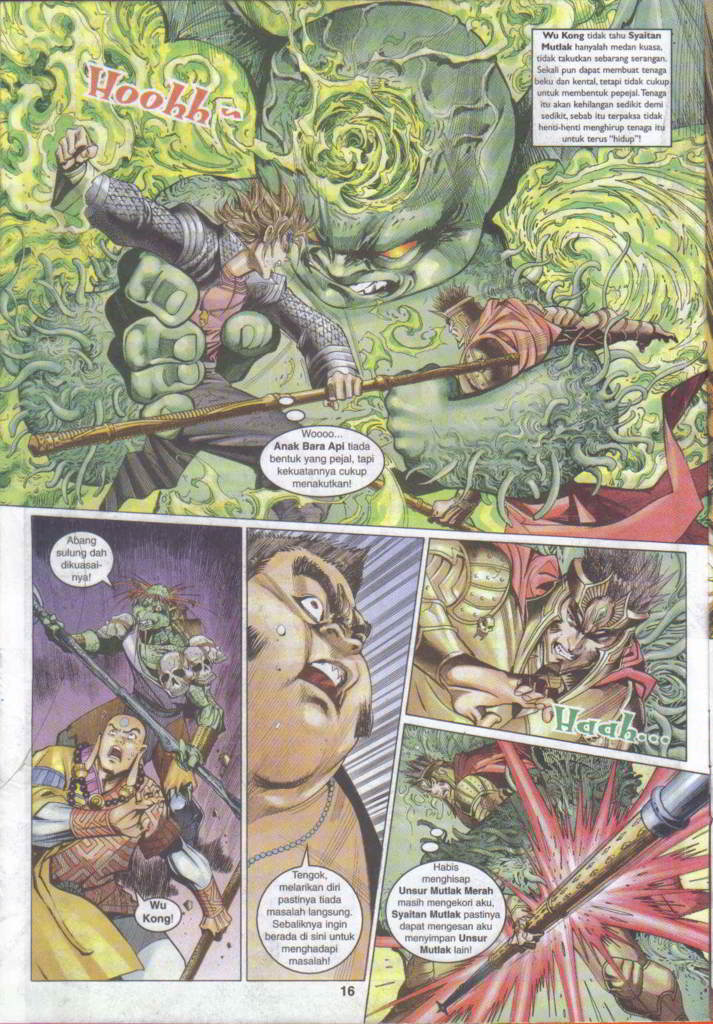 Wu Kong tidak tahu Syaitan
Mutlak hanyalah medan kuasa,
tidak takutkan sebarang serangan.
Sekali pun dapat membuat tenaga
beku dan kental, tetapi tidak cukup
untuk membentuk pepejal. Tenaga
itu akan kehilangan sedikit demi
sedikit, sebab itu terpaksa tidak
henti-henti menghirup tenaga itu
untuk terus "hidup"!
Hoohh~
Woooo...
Anak Bara Api tiada
bentuk yang pejal, tapi
kekuatannya cukup
menakutkan!
Abang
sulung dah
dikuasai-
nya!
Wu
Kong!
Tengok,
melarikan diri
pastinya tiada
masalah langsung.
Sebaliknya ingin
berada di sini untuk
menghadapi
masalah!
Haah...
Habis
menghisap
Unsur Mutlak Merah
masih mengekori aku,
Syaitan Mutlak pastinya
dapat mengesan aku
menyimpan Unsur
Mutlak lain!
16